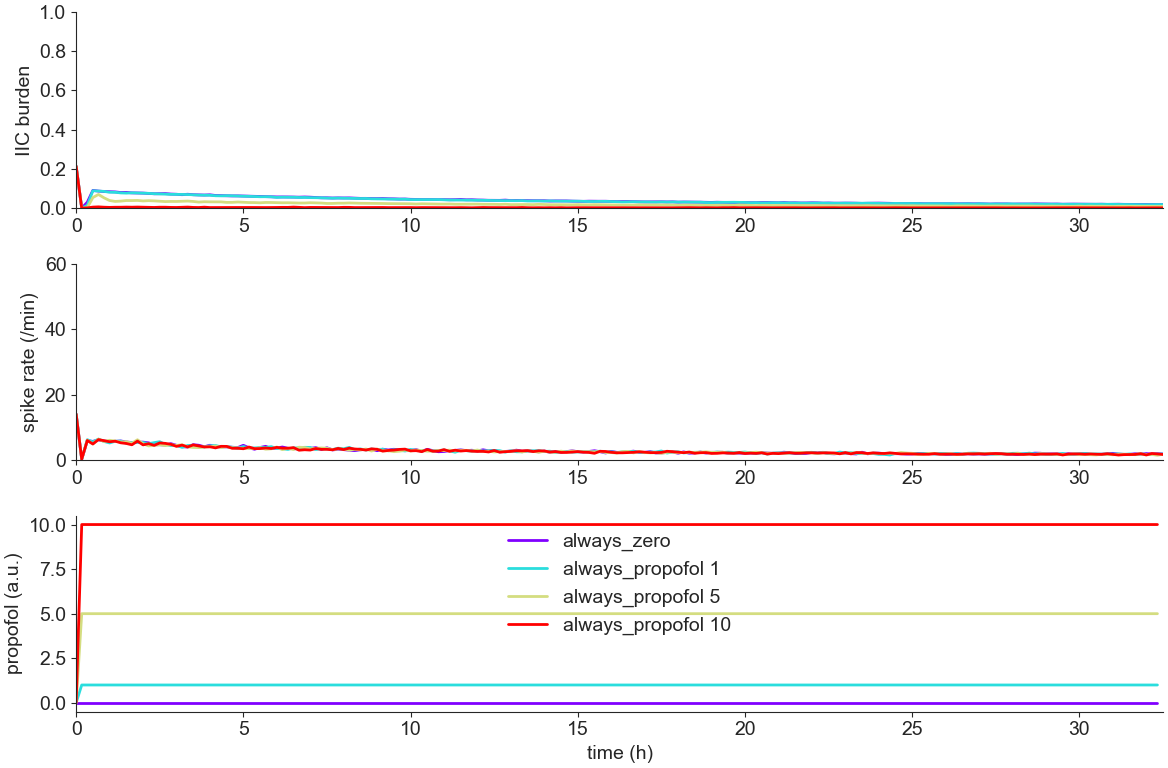 1.0
0.8
0.6
0.4
0.2
0.0
IIC burden
0 5 10 15 20 25 30
60
40
20
0
spike rate (/min)
0 5 10 15 20 25 30
10.0
7.5
5.0
2.5
0.0
propofol (a.u.)
always_zero
always_propofol 1
always_propofol 5
always_propofol 10
0 5 10 15 20 25 30
time (h)